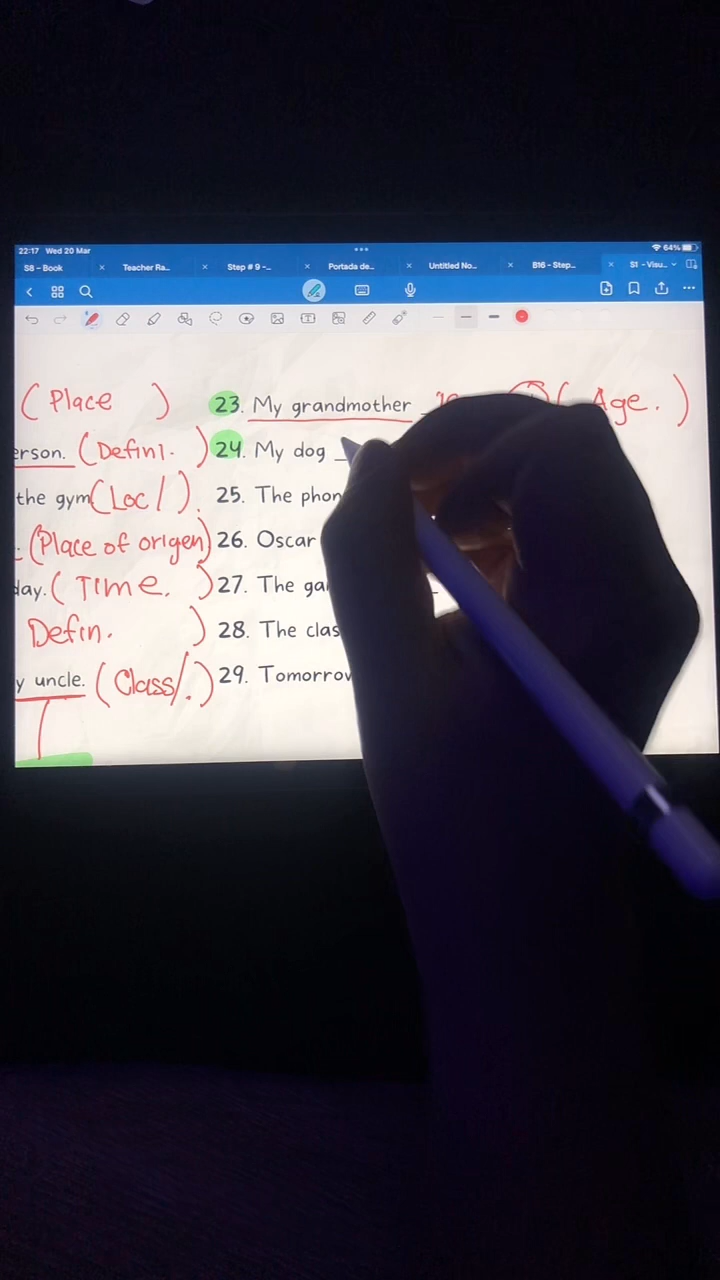 22:17 Wed 20 Mar
64%
S8 – Book
Teacher Ra...
Step # 9 -...
Portada de...
Untitled No...
B16 – Step...
S1 – Visu...
( Place )
23. My grandmother
( Age. )
erson. (Defini. )
24. My dog
the gym (Loc/).
25. The phon
(Place of origen)
26. Oscar
day. ( Time. )
27. The ga
Defin. )
28. The clas
y uncle. (Class/.)
29. Tomorrow